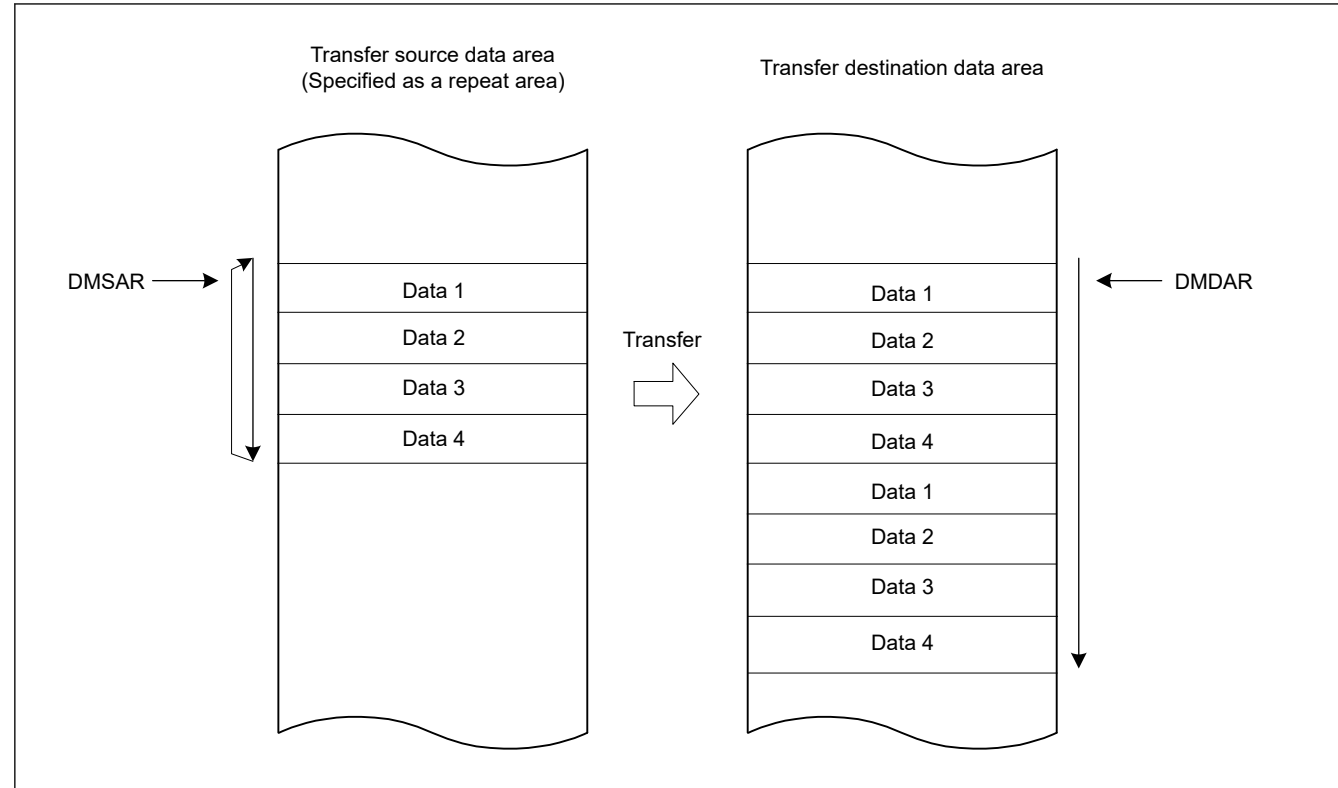 Transfer source data area
(Specified as a repeat area)
Transfer destination data area
DMSAR
Data 1
Data 2
Data 3
Data 4
Transfer
Data 1
Data 2
Data 3
Data 4
Data 1
Data 2
Data 3
Data 4
DMDAR